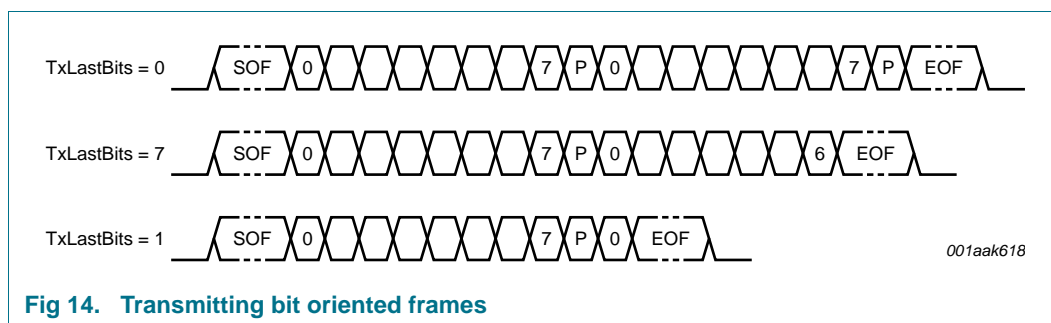 TxLastBits = 0 SOF 0 7 P 0 7 P EOF
TxLastBits = 7 SOF 0 7 P 0 6 EOF
TxLastBits = 1 SOF 0 7 P 0 EOF
001aak618
Fig 14. Transmitting bit oriented frames